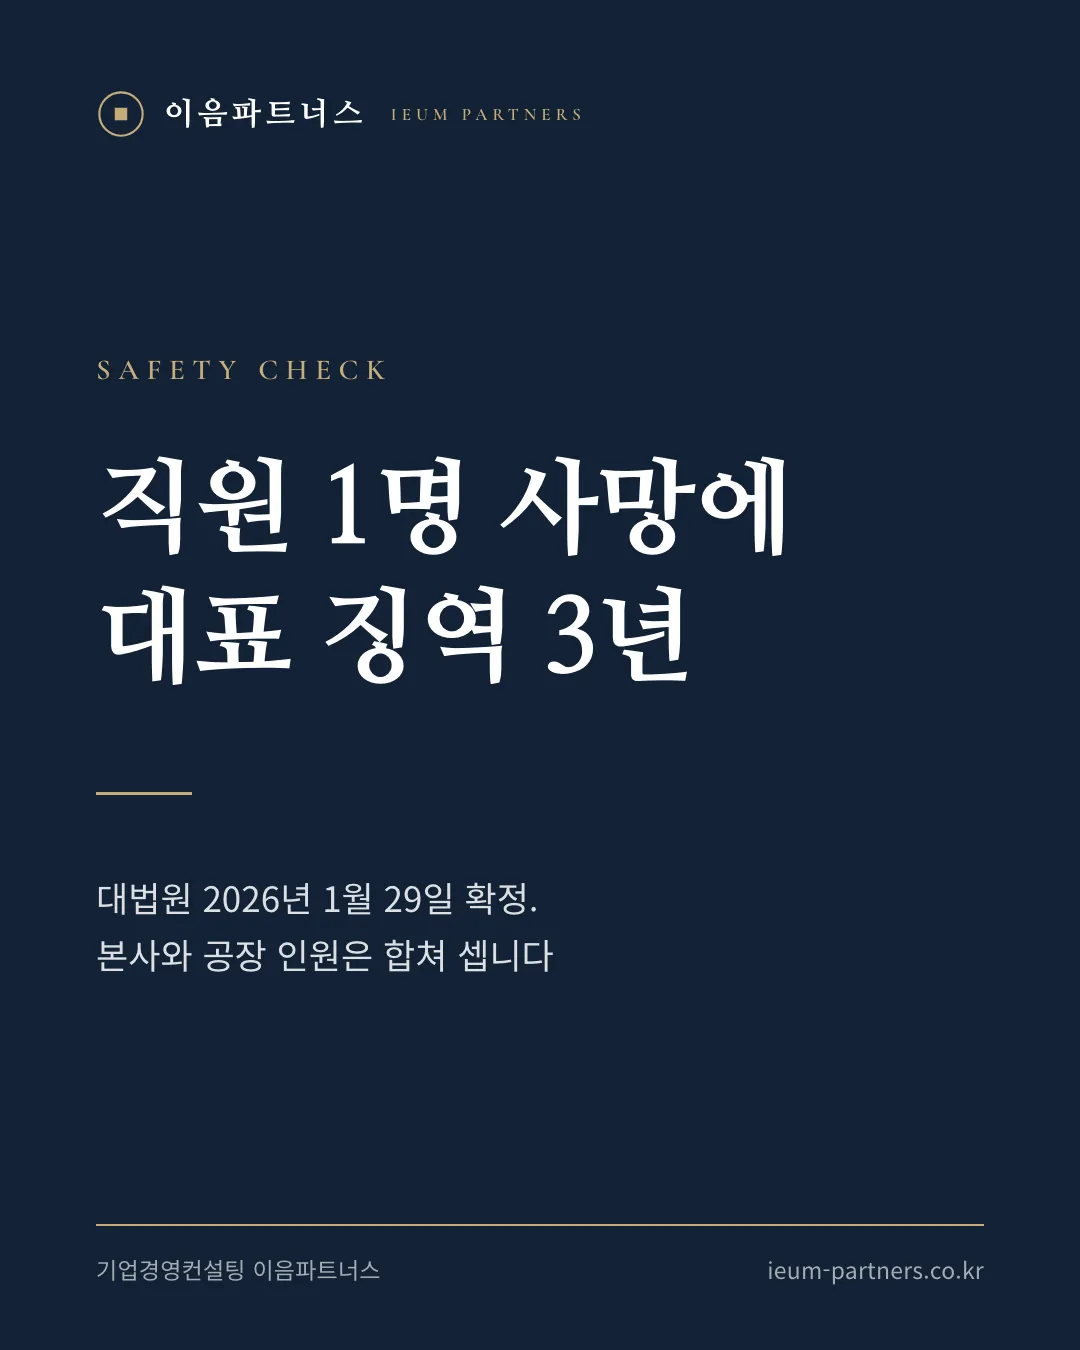 이음파트너스 IEUM PARTNERS
SAFETY CHECK
직원 1명 사망에
대표 징역 3년
대법원 2026년 1월 29일 확정.
본사와 공장 인원은 합쳐 셉니다
기업경영컨설팅 이음파트너스 ieum-partners.co.kr